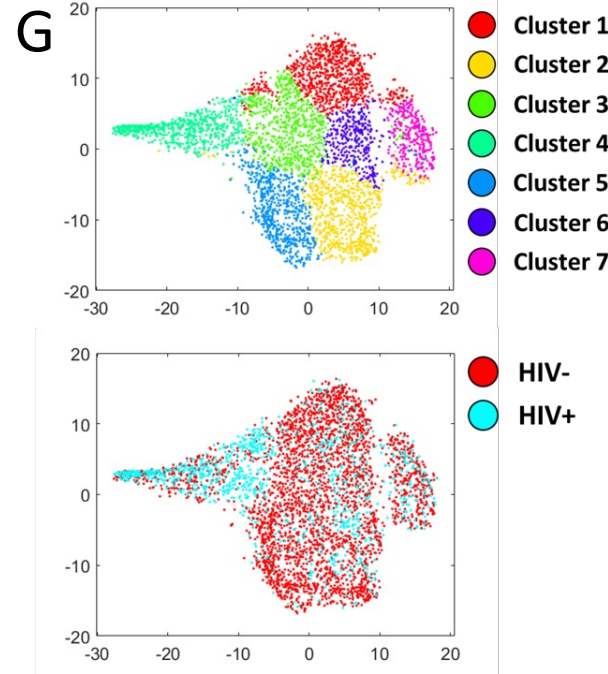 G
20
10
0
-10
-20
-30 -20 -10 0 10 20
Cluster 1
Cluster 2
Cluster 3
Cluster 4
Cluster 5
Cluster 6
Cluster 7
20
10
0
-10
-20
-30 -20 -10 0 10 20
HIV-
HIV+